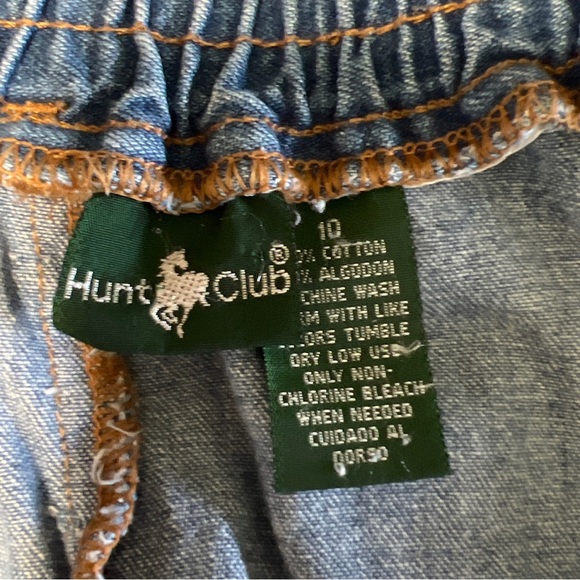 Hunt Club®
10
% COTTON
% ALGODON
CHINE WASH
M WITH LIKE
ORS TUMBLE
DRY LOW USE
ONLY NON-
CHLORINE BLEACH
WHEN NEEDED
CUIDADO AL
DORSO